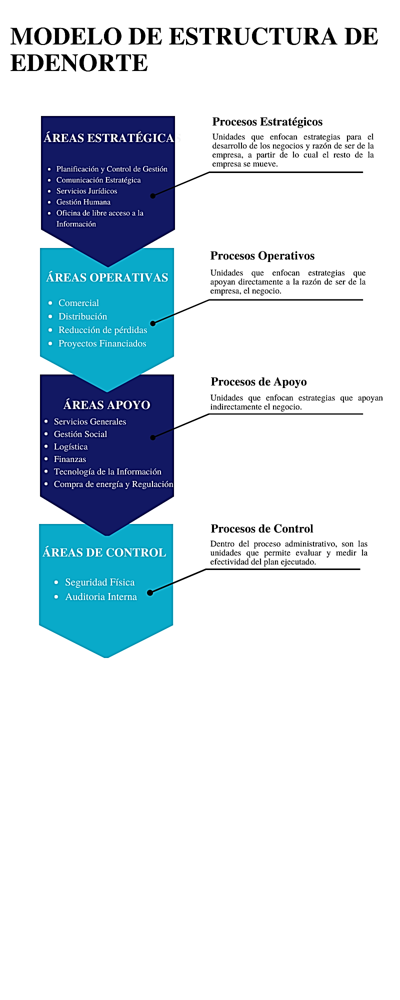 MODELO DE ESTRUCTURA DE
EDENORTE
ÁREAS ESTRATÉGICAS
• Planificación y Control de Gestión
• Comunicación Estratégica
• Servicios Jurídicos
• Gestión Humana
• Oficina de libre acceso a la
Información
Procesos Estratégicos
Unidades que enfocan estrategias para el
desarrollo de los negocios y razón de ser de la
empresa, a partir de lo cual el resto de la
empresa se mueve.
ÁREAS OPERATIVAS
• Comercial
• Distribución
• Reducción de pérdidas
• Proyectos Financiados
Procesos Operativos
Unidades que enfocan estrategias que
apoyan directamente a la razón de ser de la
empresa, el negocio.
ÁREAS APOYO
• Servicios Generales
• Gestión Social
• Logística
• Finanzas
• Tecnología de la Información
• Compra de energía y Regulación
Procesos de Apoyo
Unidades que enfocan estrategias que apoyan
indirectamente el negocio.
ÁREAS DE CONTROL
• Seguridad Física
• Auditoria Interna
Procesos de Control
Dentro del proceso administrativo, son las
unidades que permite evaluar y medir la
efectividad del plan ejecutado.